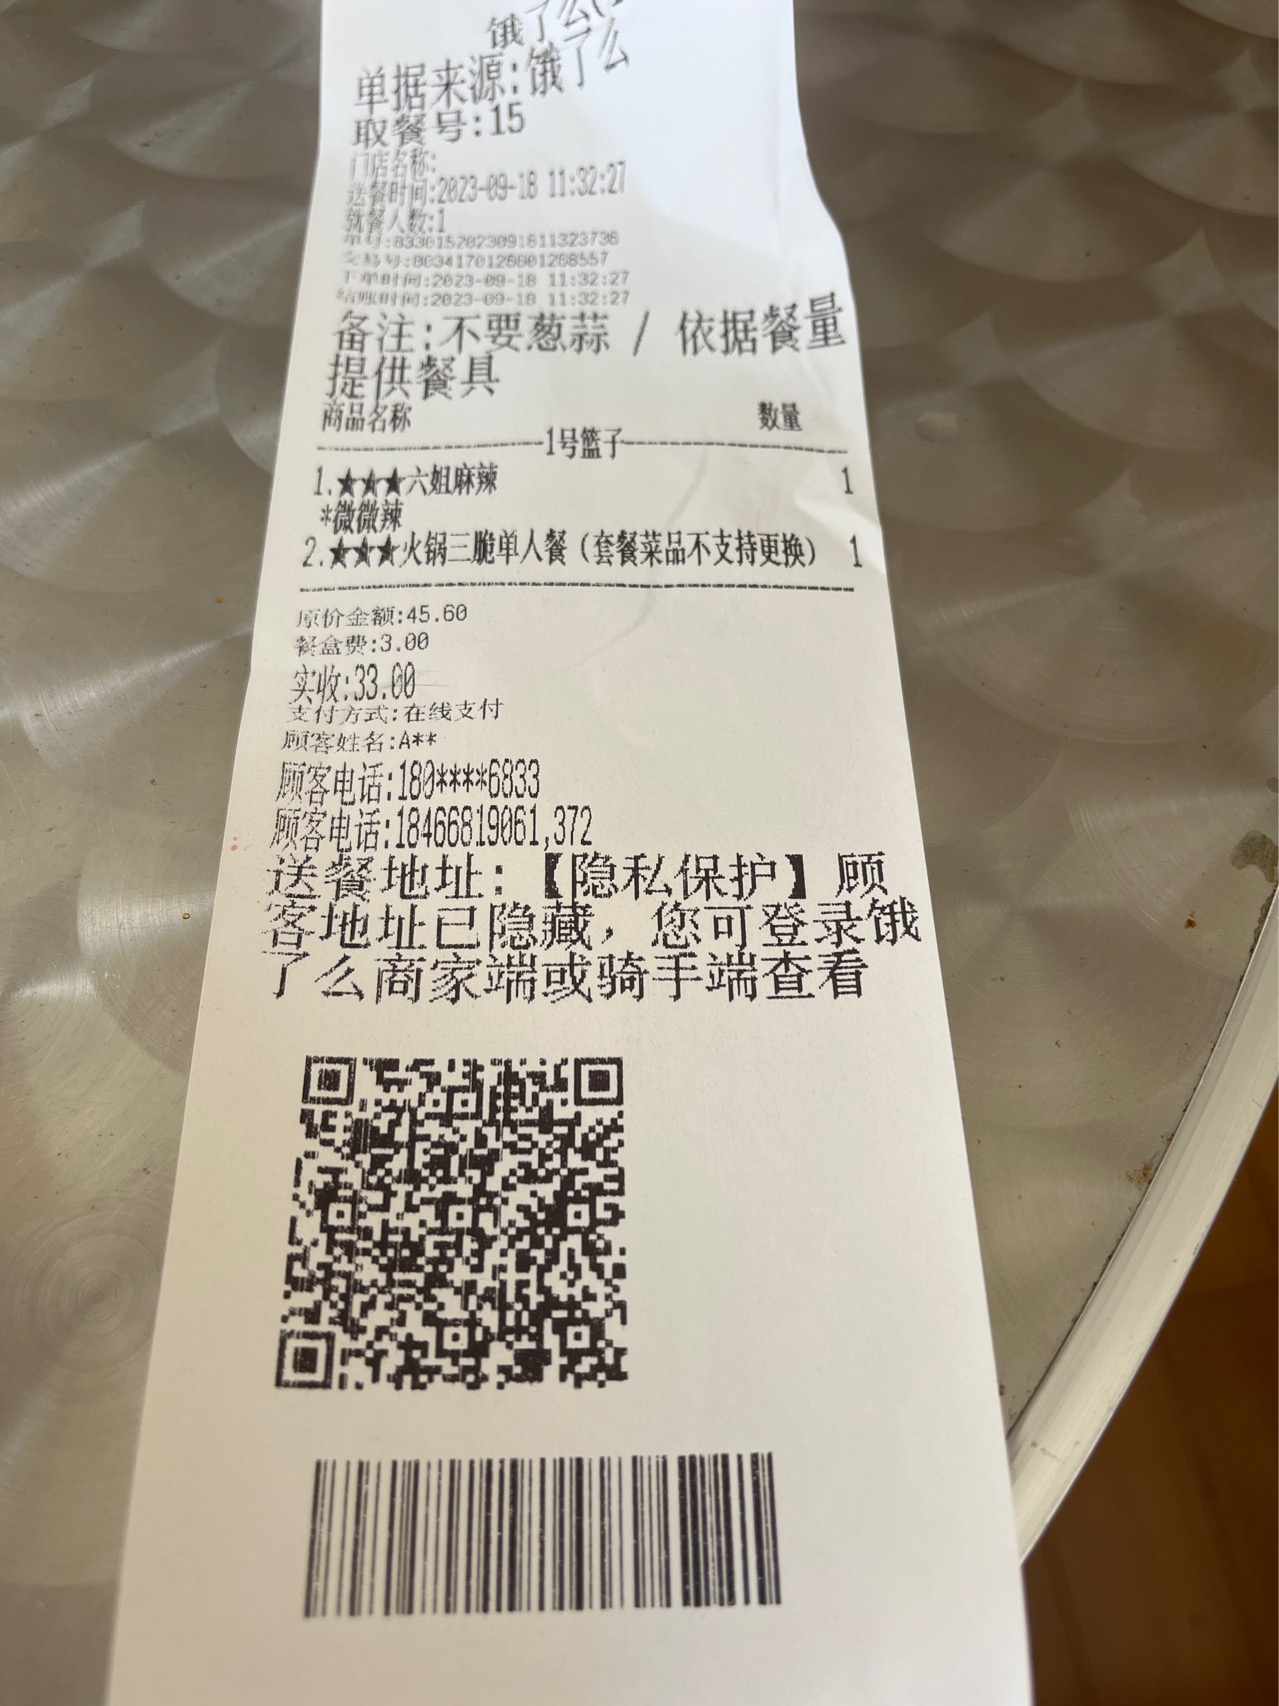 饿了么
单据来源:饿了么
取餐号:15
门店名称:
送餐时间:2023-09-18 11:32:27
就餐人数:1
单号:8330152023091811323736
交易号:8034170126601268557
下单时间:2023-09-18 11:32:27
结账时间:2023-09-18 11:32:27
备注:不要葱蒜 / 依据餐量
提供餐具
商品名称 数量
1号篮子
1.★★★六姐麻辣 1
*微微辣
2.★★★火锅三脆单人餐（套餐菜品不支持更换） 1
原价金额:45.60
餐盒费:3.00
实收:33.00
支付方式:在线支付
顾客姓名:A**
顾客电话:180****6833
顾客电话:18466819061,372
送餐地址:【隐私保护】顾
客地址已隐藏，您可登录饿
了么商家端或骑手端查看